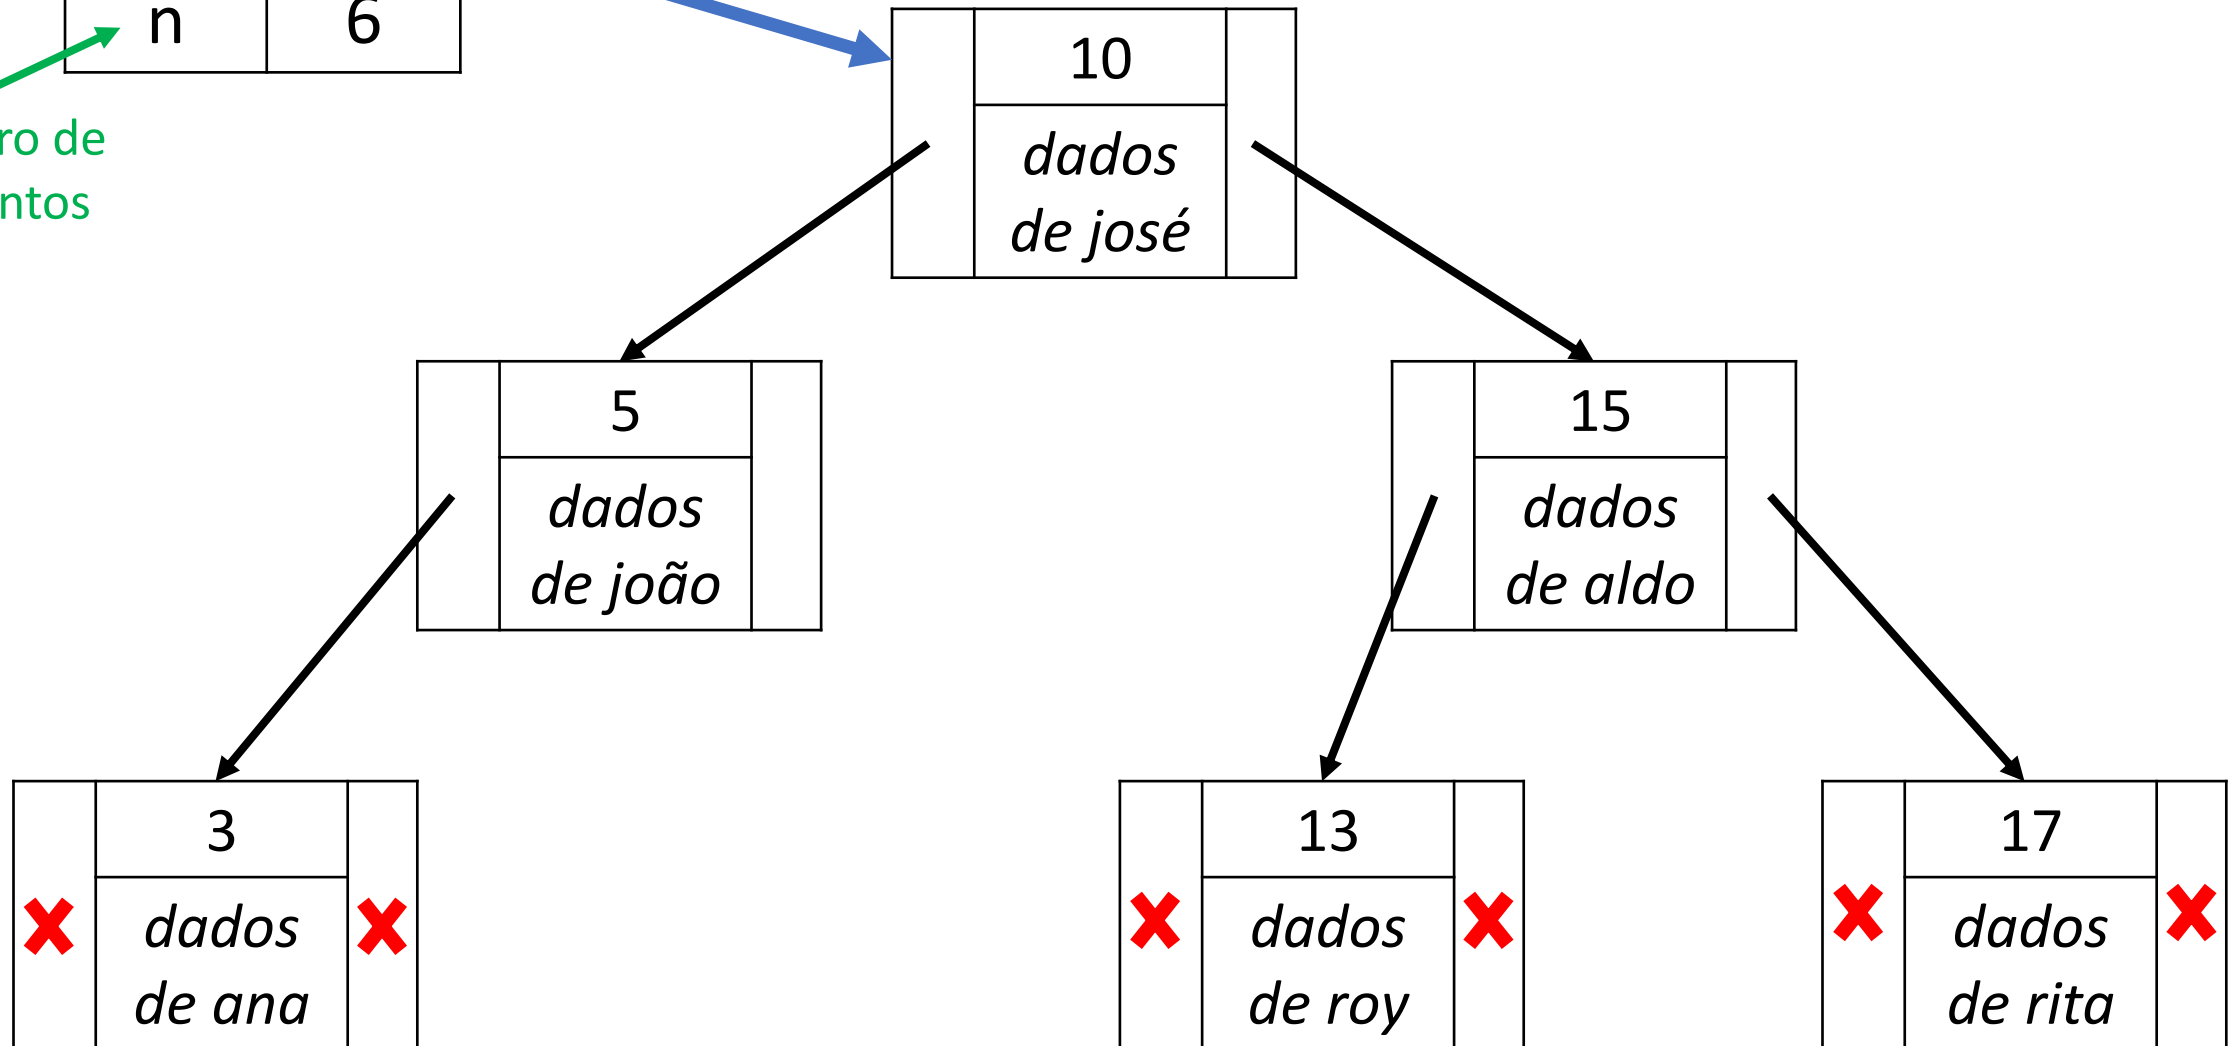 n 6
10
ro de
dados
ntos
de josé
5
15
dados
dados
de joão
de aldo
3
13
17
dados
dados
dados
de ana
de roy
de rita